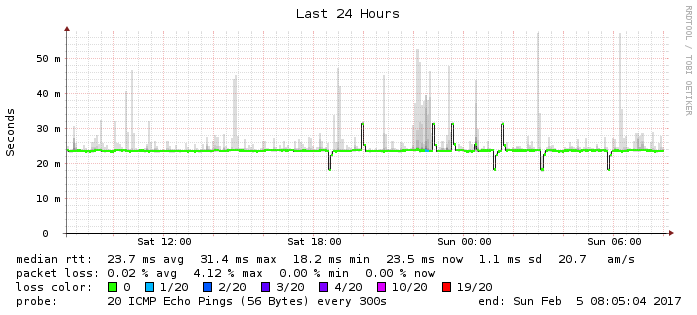 Last 24 Hours
RRDTOOL / TOBI OETIKER
Seconds
50 m
40 m
30 m
20 m
10 m
0
Sat 12:00 Sat 18:00 Sun 00:00 Sun 06:00
median rtt: 23.7 ms avg 31.4 ms max 18.2 ms min 23.5 ms now 1.1 ms sd 20.7 am/s
packet loss: 0.02 % avg 4.12 % max 0.00 % min 0.00 % now
loss color: 0 1/20 2/20 3/20 4/20 10/20 19/20
probe: 20 ICMP Echo Pings (56 Bytes) every 300s end: Sun Feb 5 08:05:04 2017